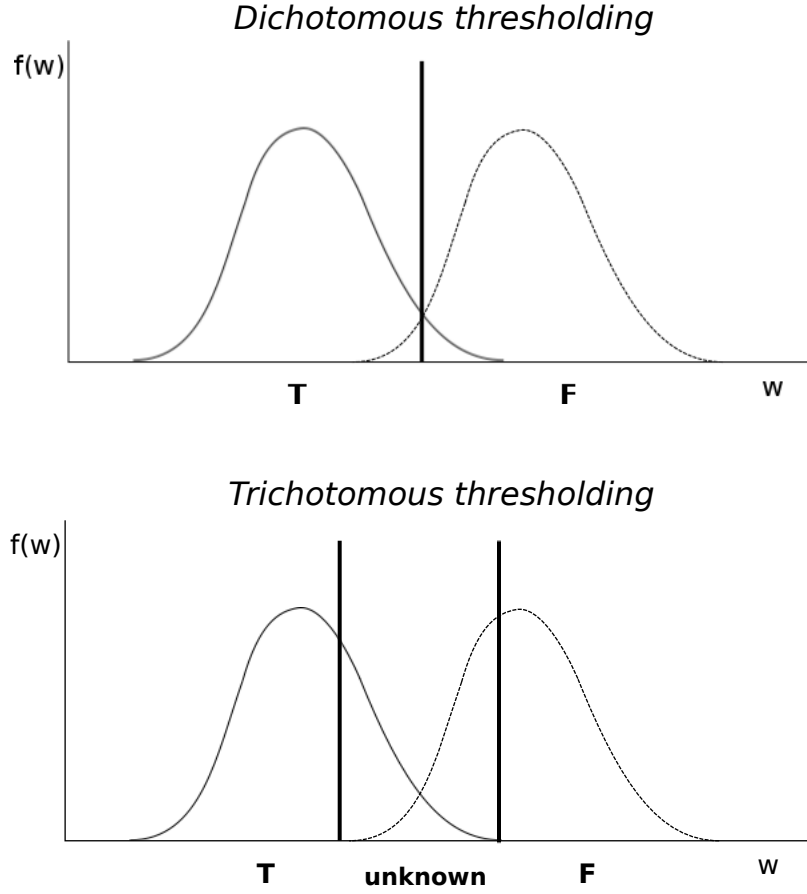 Dichotomous thresholding
f(w)
T F w
Trichotomous thresholding
f(w)
T unknown F w